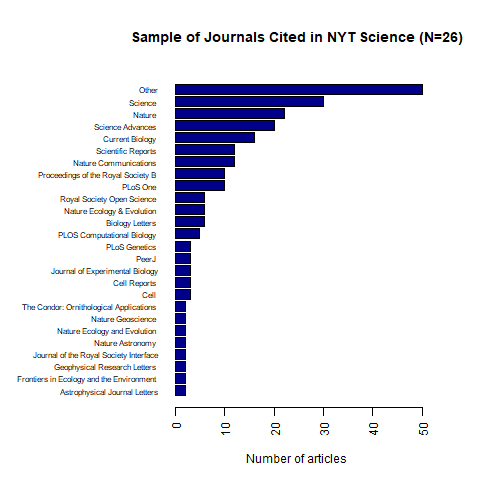 Sample of Journals Cited in NYT Science (N=26)
Other
Science
Nature
Science Advances
Current Biology
Scientific Reports
Nature Communications
Proceedings of the Royal Society B
PLoS One
Royal Society Open Science
Nature Ecology & Evolution
Biology Letters
PLOS Computational Biology
PLoS Genetics
PeerJ
Journal of Experimental Biology
Cell Reports
Cell
The Condor: Ornithological Applications
Nature Geoscience
Nature Ecology and Evolution
Nature Astronomy
Journal of the Royal Society Interface
Geophysical Research Letters
Frontiers in Ecology and the Environment
Astrophysical Journal Letters
0 10 20 30 40 50
Number of articles